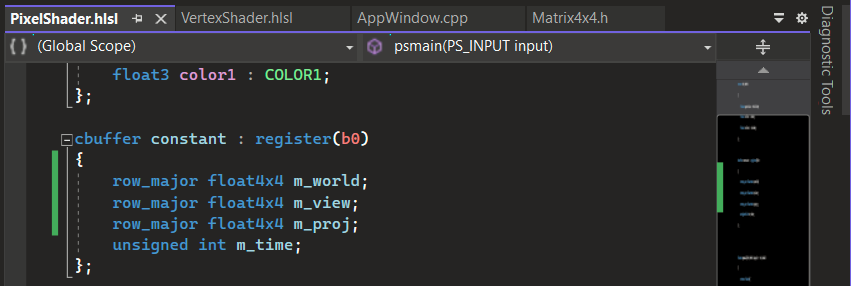 PixelShader.hlsl VertexShader.hlsl AppWindow.cpp Matrix4x4.h
(Global Scope) psmain(PS_INPUT input)
float3 color1 : COLOR1;
};
cbuffer constant : register(b0)
{
row_major float4x4 m_world;
row_major float4x4 m_view;
row_major float4x4 m_proj;
unsigned int m_time;
};
Diagnostic Tools